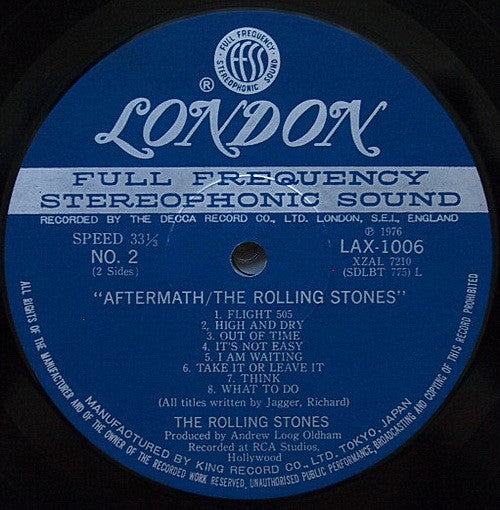 FULL FREQUENCY
STEREOPHONIC SOUND
FFSS
®
LONDON
FULL FREQUENCY
STEREOPHONIC SOUND
RECORDED BY THE DECCA RECORD CO., LTD. LONDON, S.E.I., ENGLAND
SPEED 33⅓
NO. 2
(2 Sides)
℗ 1976
LAX-1006
XZAL 7210
(SDLBT 775) L
"AFTERMATH/THE ROLLING STONES"
1. FLIGHT 505
2. HIGH AND DRY
3. OUT OF TIME
4. IT'S NOT EASY
5. I AM WAITING
6. TAKE IT OR LEAVE IT
7. THINK
8. WHAT TO DO
(All titles written by Jagger, Richard)
THE ROLLING STONES
Produced by Andrew Loog Oldham
Recorded at RCA Studios,
Hollywood
MANUFACTURED BY KING RECORD CO., LTD. TOKYO, JAPAN
ALL RIGHTS OF THE MANUFACTURER AND OF THE OWNER OF THE RECORDED WORK RESERVED. UNAUTHORISED PUBLIC PERFORMANCE, BROADCASTING AND COPYING OF THIS RECORD PROHIBITED